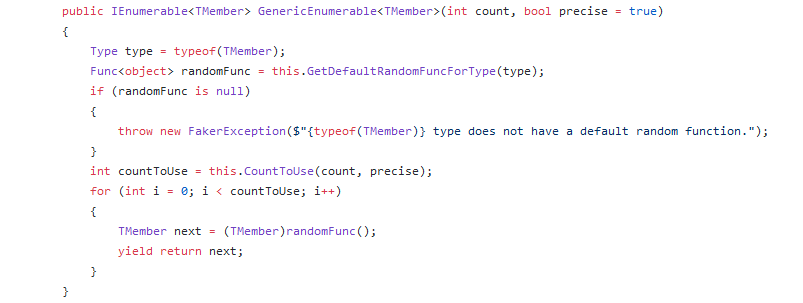 public IEnumerable<TMember> GenericEnumerable<TMember>(int count, bool precise = true)
{
Type type = typeof(TMember);
Func<object> randomFunc = this.GetDefaultRandomFuncForType(type);
if (randomFunc is null)
{
throw new FakerException($"{typeof(TMember)} type does not have a default random function.");
}
int countToUse = this.CountToUse(count, precise);
for (int i = 0; i < countToUse; i++)
{
TMember next = (TMember)randomFunc();
yield return next;
}
}